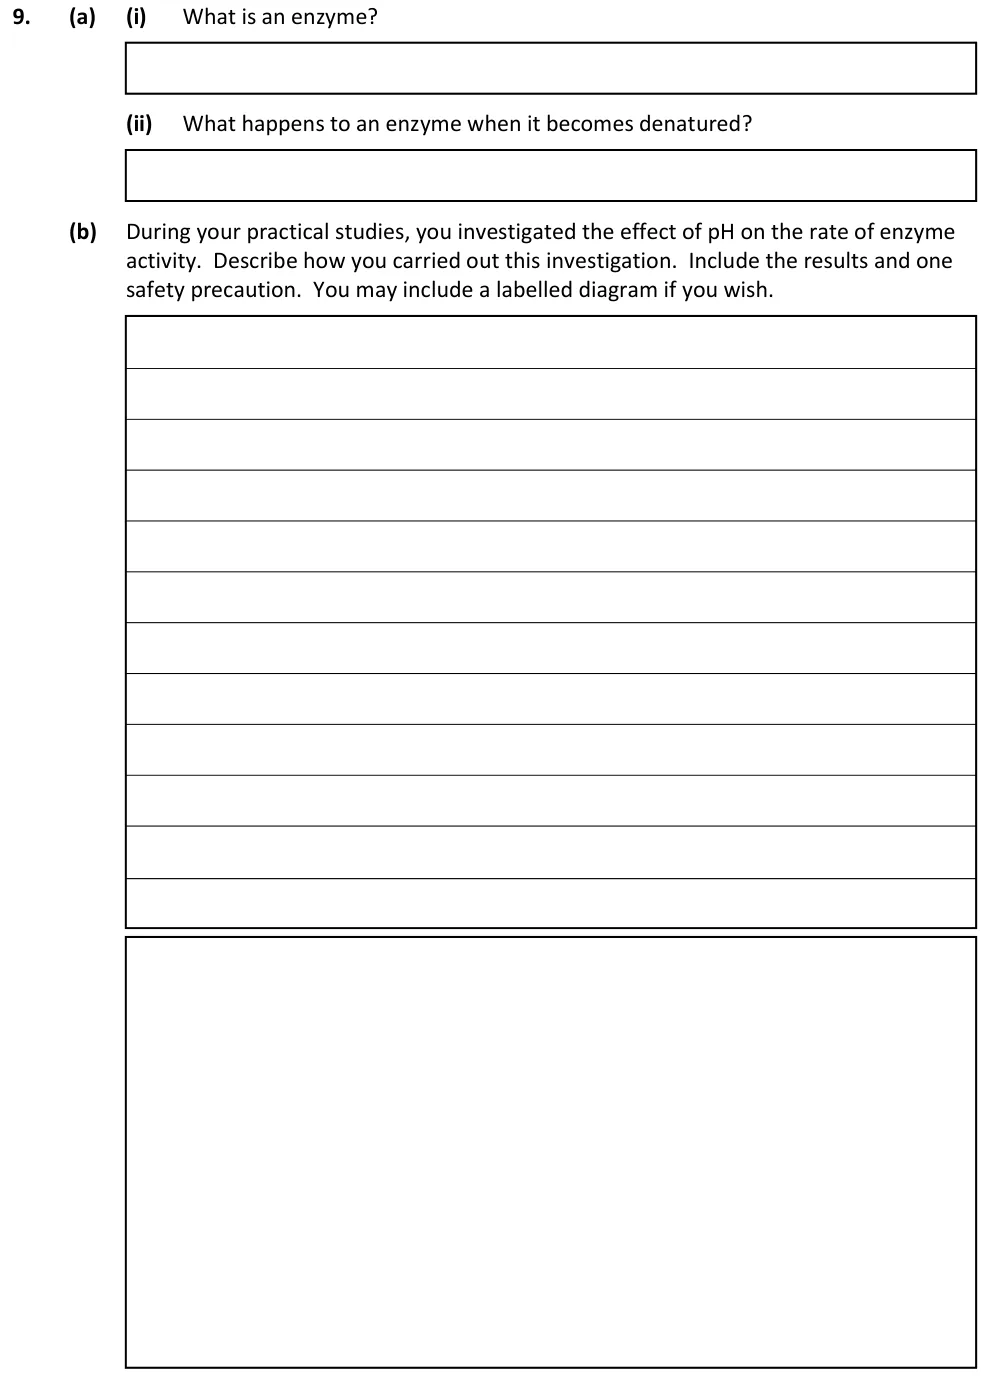 9. (a) (i) What is an enzyme?
(ii) What happens to an enzyme when it becomes denatured?
(b) During your practical studies, you investigated the effect of pH on the rate of enzyme
activity. Describe how you carried out this investigation. Include the results and one
safety precaution. You may include a labelled diagram if you wish.